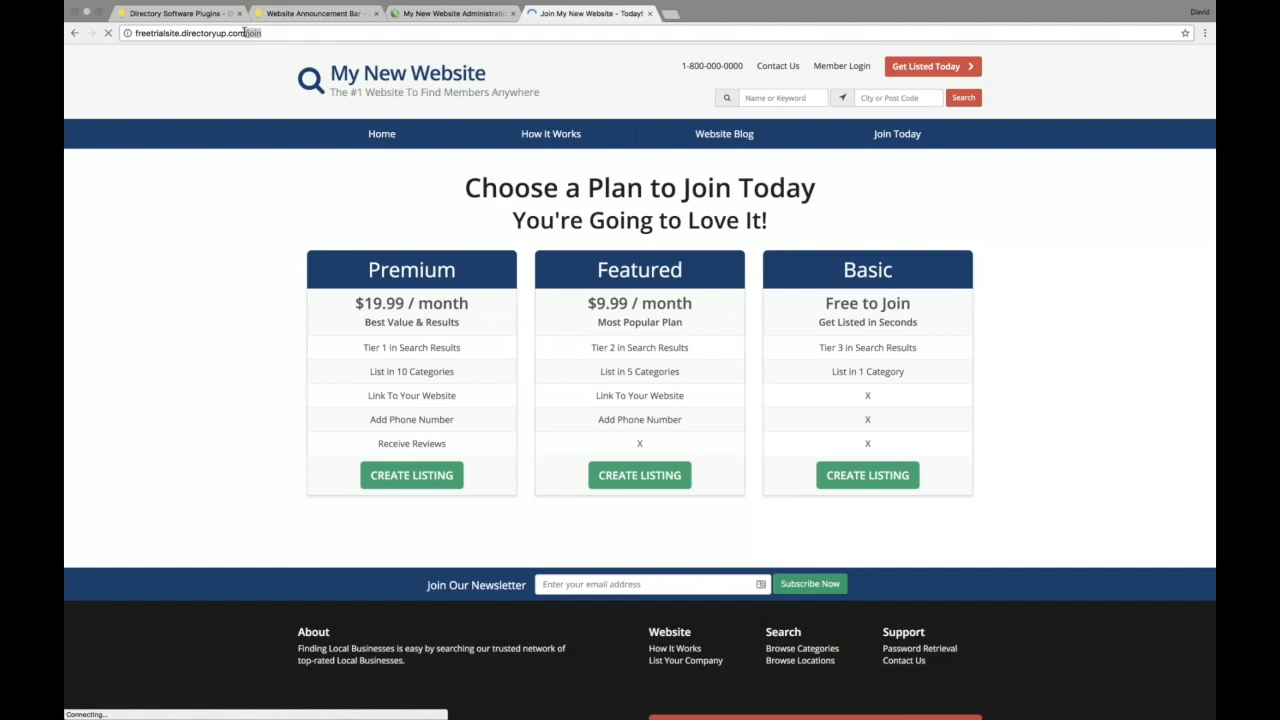 Directory Software Plugins - Di
Website Announcement Bar -
My New Website Administratio
Join My New Website - Today!
David
freetrialsite.directoryup.com/join
My New Website
The #1 Website To Find Members Anywhere
1-800-000-0000 Contact Us Member Login Get Listed Today
Name or Keyword City or Post Code Search
Home How It Works Website Blog Join Today
Choose a Plan to Join Today
You're Going to Love It!
Premium
$19.99 / month
Best Value & Results
Tier 1 in Search Results
List in 10 Categories
Link To Your Website
Add Phone Number
Receive Reviews
CREATE LISTING
Featured
$9.99 / month
Most Popular Plan
Tier 2 in Search Results
List in 5 Categories
Link To Your Website
Add Phone Number
X
CREATE LISTING
Basic
Free to Join
Get Listed in Seconds
Tier 3 in Search Results
List in 1 Category
X
X
X
CREATE LISTING
Join Our Newsletter Enter your email address Subscribe Now
About
Finding Local Businesses is easy by searching our trusted network of
top-rated Local Businesses.
Website
How It Works
List Your Company
Search
Browse Categories
Browse Locations
Support
Password Retrieval
Contact Us
Connecting...